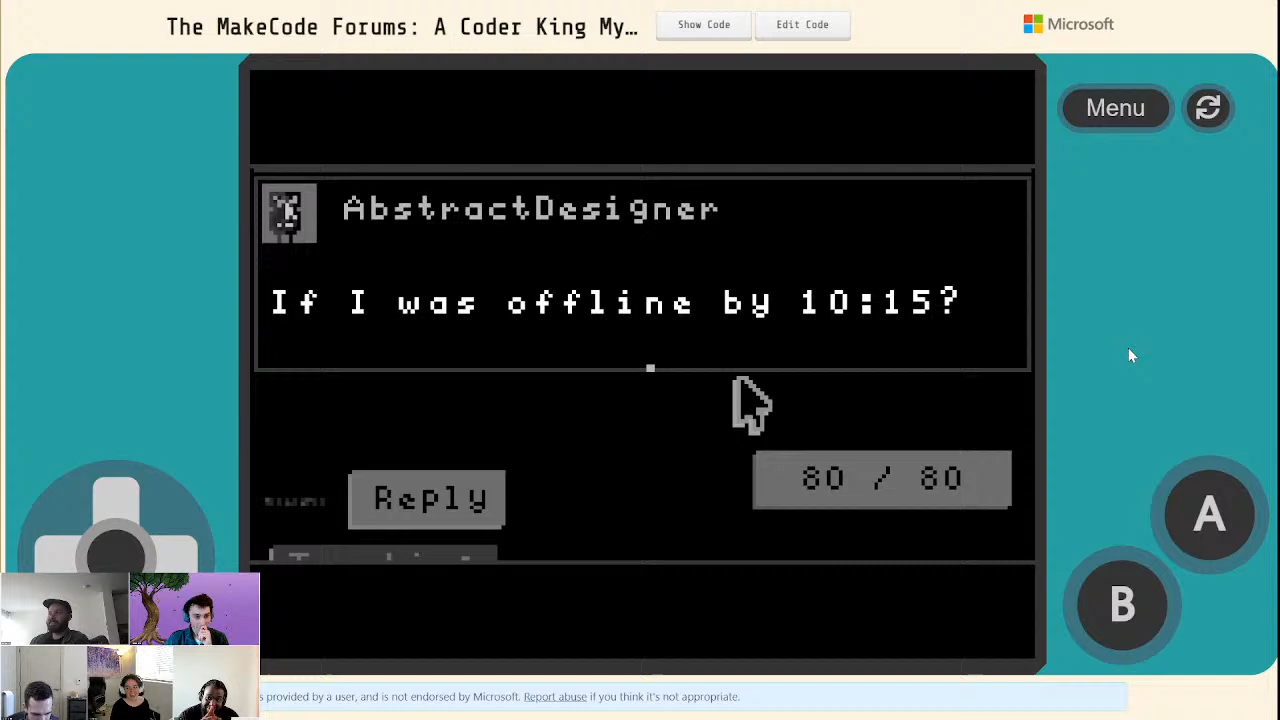 The MakeCode Forums: A Coder King My…
Show Code
Edit Code
Microsoft
Menu
AbstractDesigner
If I was offline by 10:15?
80 / 80
Reply
A
B
s provided by a user, and is not endorsed by Microsoft. Report abuse if you think it's not appropriate.